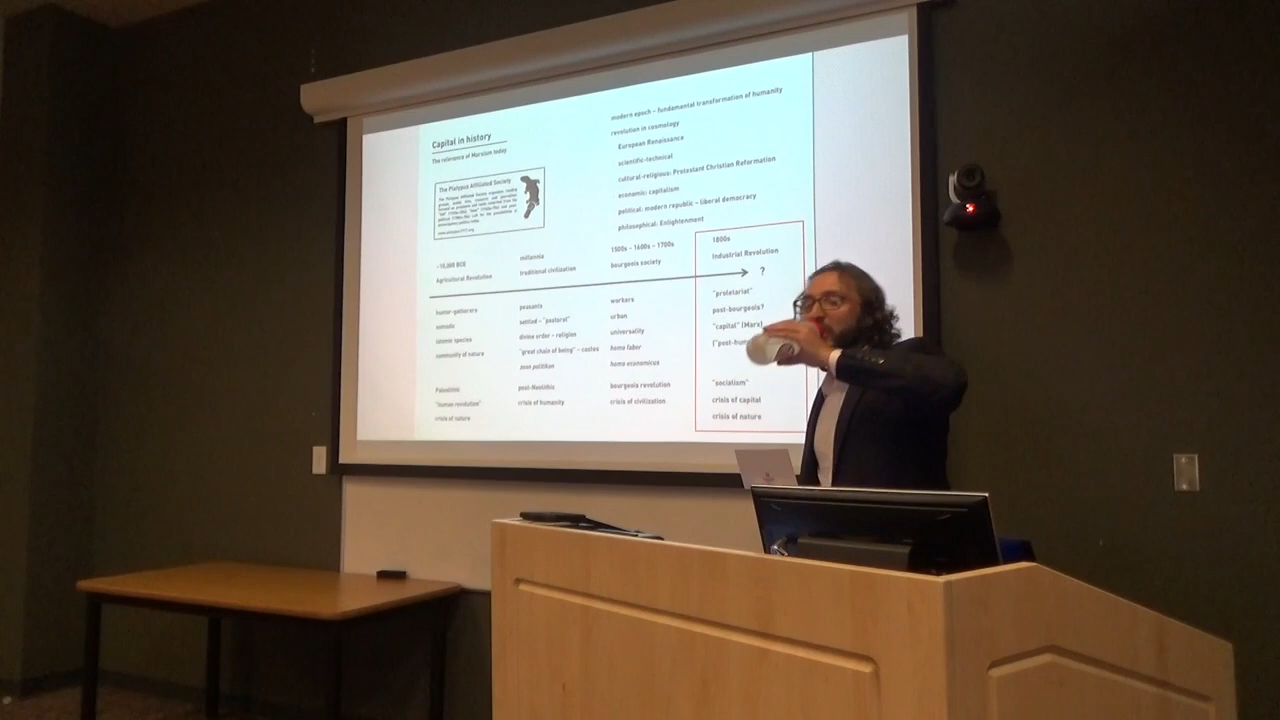 Capital in history
The relevance of Marxism today
The Platypus Affiliated Society
modern epoch – fundamental transformation of humanity
revolution in cosmology
European Renaissance
scientific-technical
cultural-religious: Protestant Christian Reformation
economic: capitalism
political: modern republic – liberal democracy
philosophical: Enlightenment
~10,000 BCE
Agricultural Revolution
millennia
traditional civilization
1500s – 1600s – 1700s
bourgeois society
1800s
Industrial Revolution
?
hunter-gatherers
nomadic
community of nature
Paleolithic
"human revolution"
crisis of nature
peasants
settled – "pastoral"
divine order – religion
"great chain of being" – castes
zoon politikon
post-Neolithic
crisis of humanity
workers
urban
universality
homo faber
homo economicus
bourgeois revolution
crisis of civilization
"proletariat"
post-bourgeois?
"capital" (Marx)
("post-hum
"socialism"
crisis of capital
crisis of nature